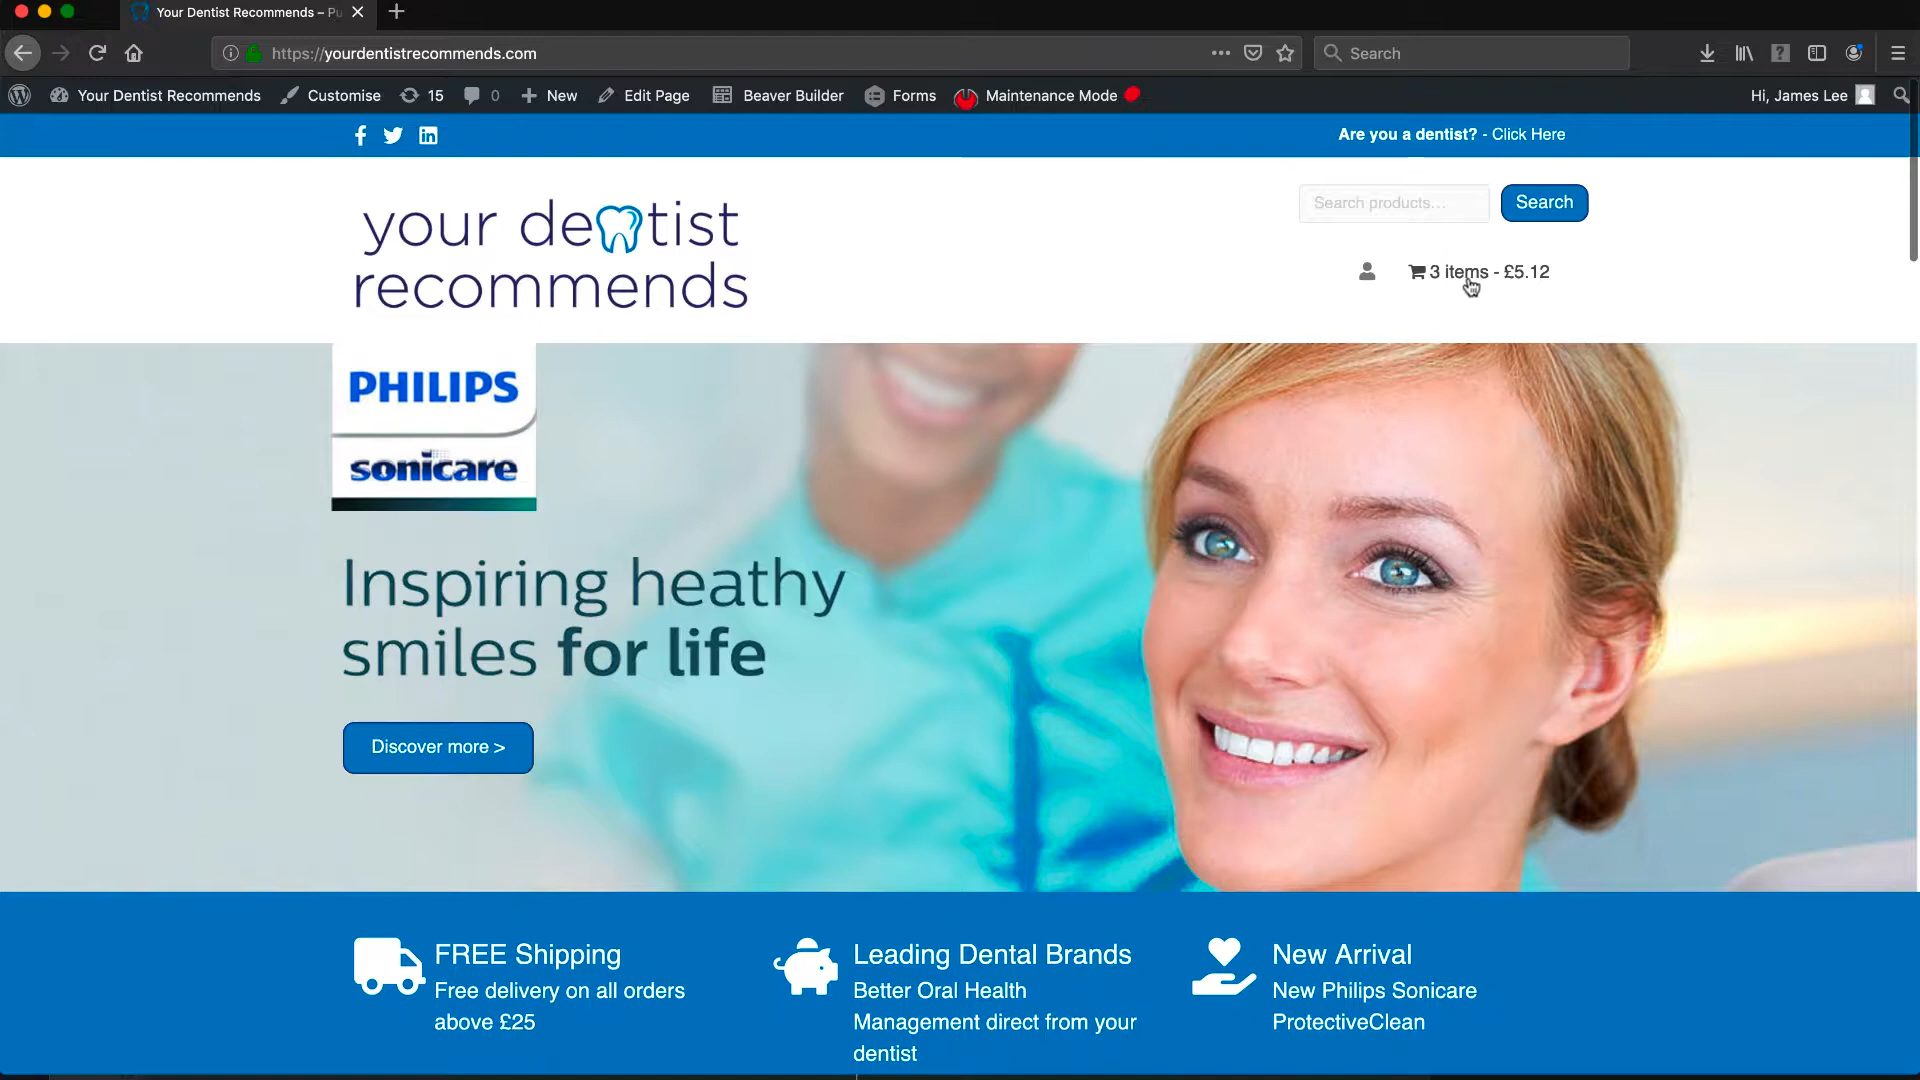 Your Dentist Recommends – Pu
https://yourdentistrecommends.com
Search
Your Dentist Recommends
Customise
15
0
New
Edit Page
Beaver Builder
Forms
Maintenance Mode
Hi, James Lee
Are you a dentist? - Click Here
your dentist
recommends
Search products...
Search
3 items - £5.12
PHILIPS
sonicare
Inspiring heathy
smiles for life
Discover more >
FREE Shipping
Free delivery on all orders
above £25
Leading Dental Brands
Better Oral Health
Management direct from your
dentist
New Arrival
New Philips Sonicare
ProtectiveClean